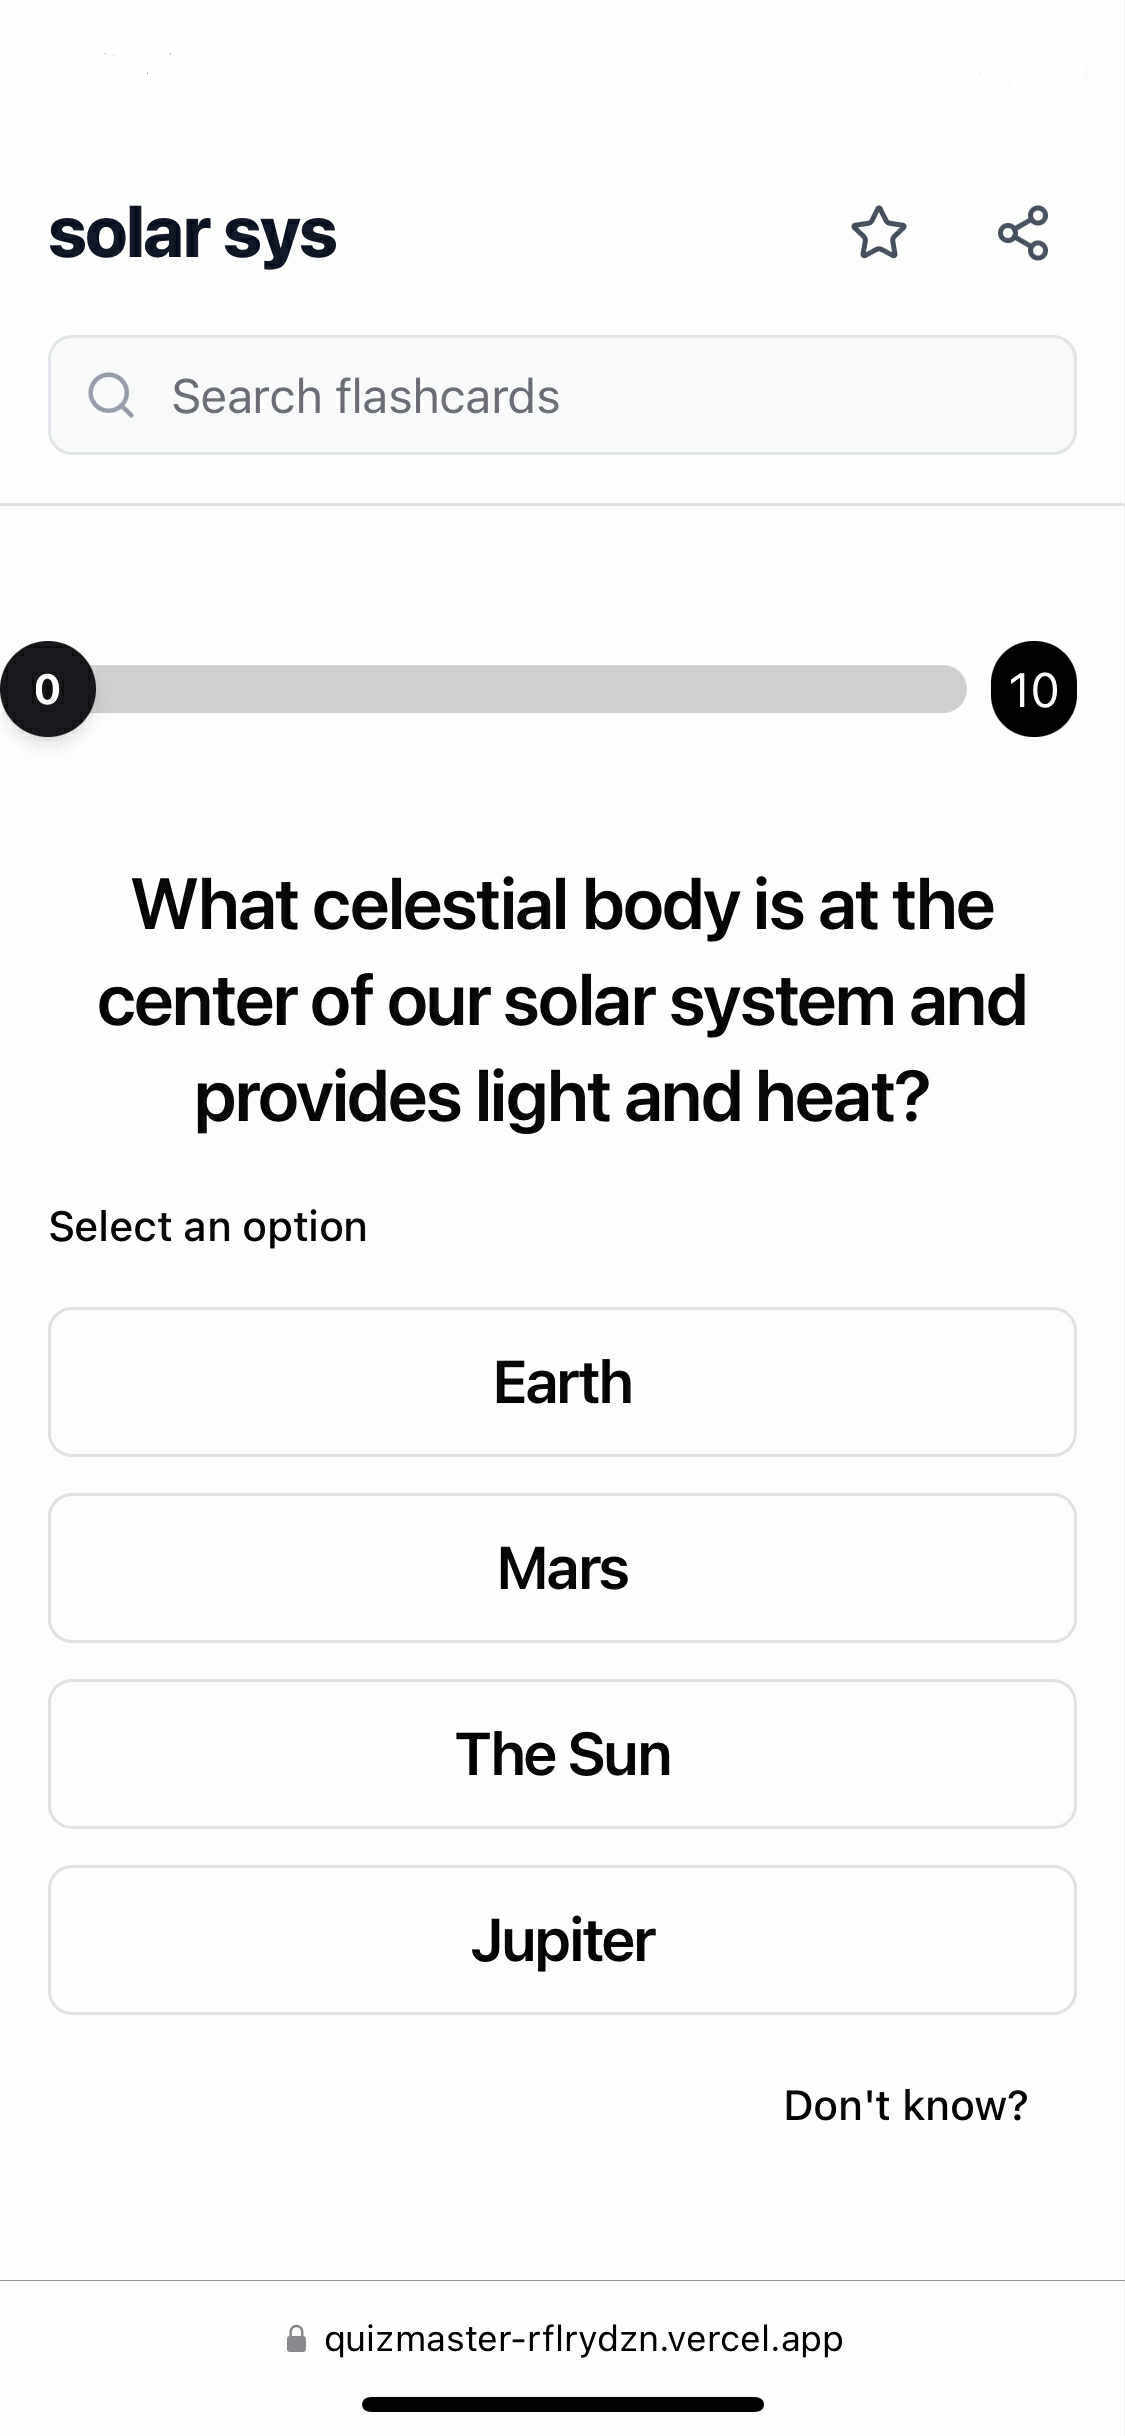 solar sys
Search flashcards
0
10
What celestial body is at the
center of our solar system and
provides light and heat?
Select an option
Earth
Mars
The Sun
Jupiter
Don't know?
quizmaster-rflrydzn.vercel.app